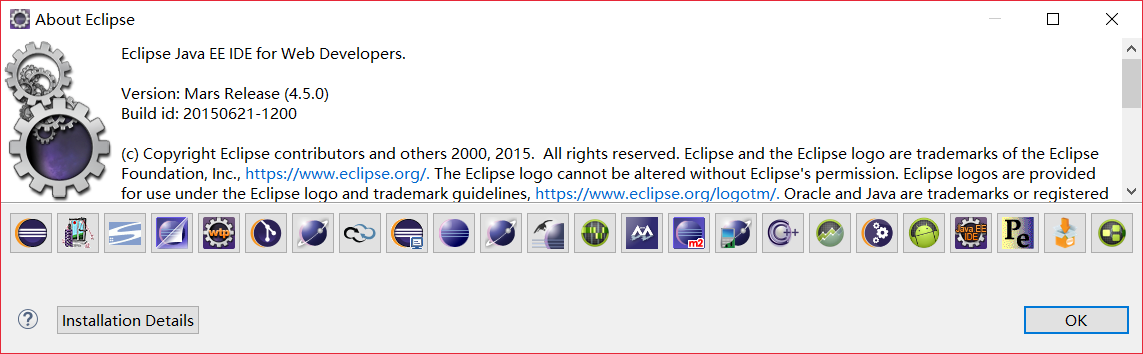 About Eclipse
Eclipse Java EE IDE for Web Developers.
Version: Mars Release (4.5.0)
Build id: 20150621-1200
(c) Copyright Eclipse contributors and others 2000, 2015.  All rights reserved. Eclipse and the Eclipse logo are trademarks of the Eclipse
Foundation, Inc., https://www.eclipse.org/. The Eclipse logo cannot be altered without Eclipse's permission. Eclipse logos are provided
for use under the Eclipse logo and trademark guidelines, https://www.eclipse.org/logotm/. Oracle and Java are trademarks or registered
wtp
m2
C++
Java EE
IDE
Pe
Installation Details
OK